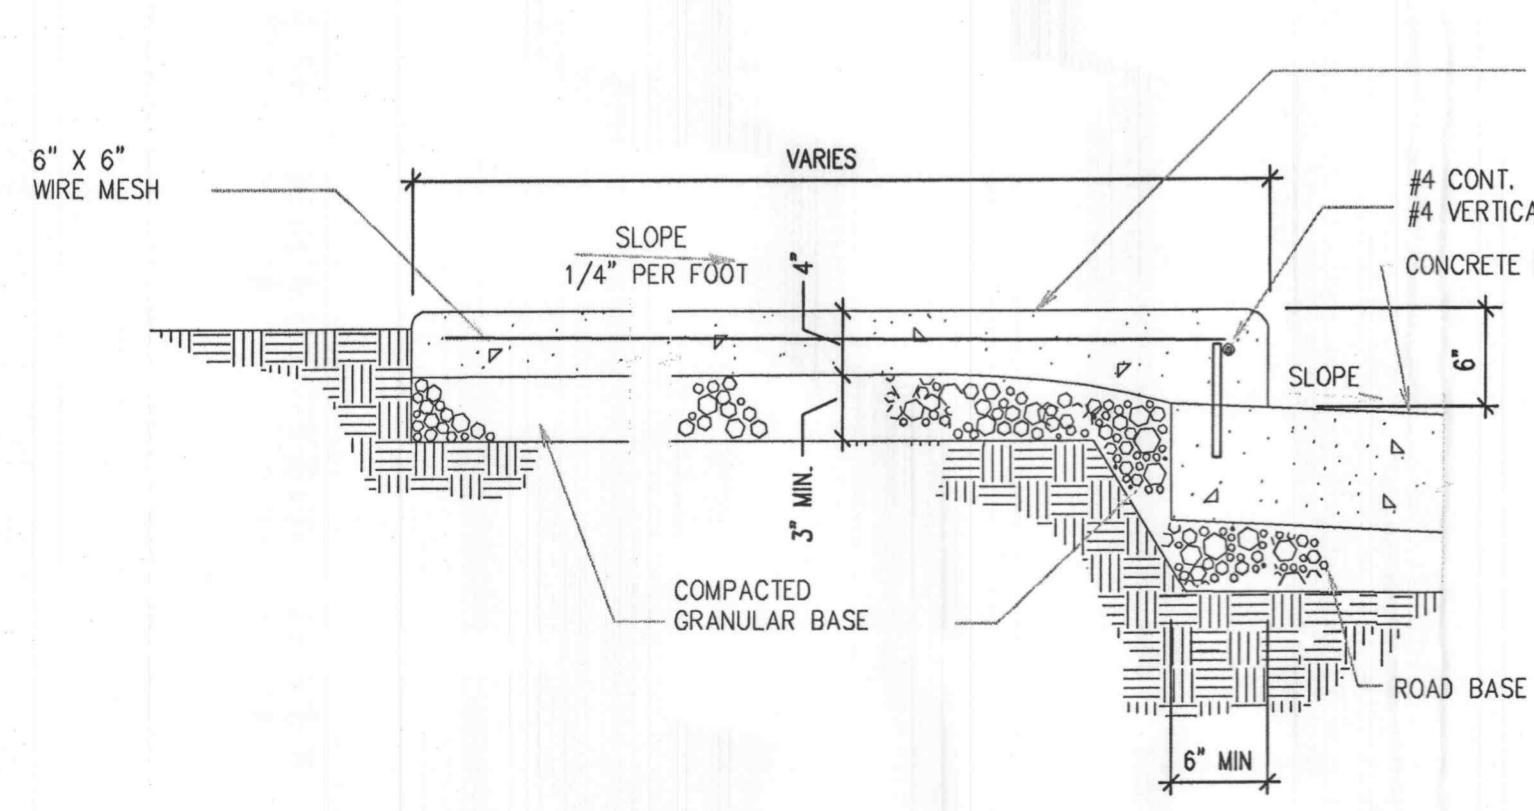 6" X 6"
WIRE MESH
VARIES
#4 CONT.
#4 VERTICA
SLOPE
1/4" PER FOOT
4"
CONCRETE
SLOPE
6"
3" MIN.
COMPACTED
GRANULAR BASE
ROAD BASE
6" MIN